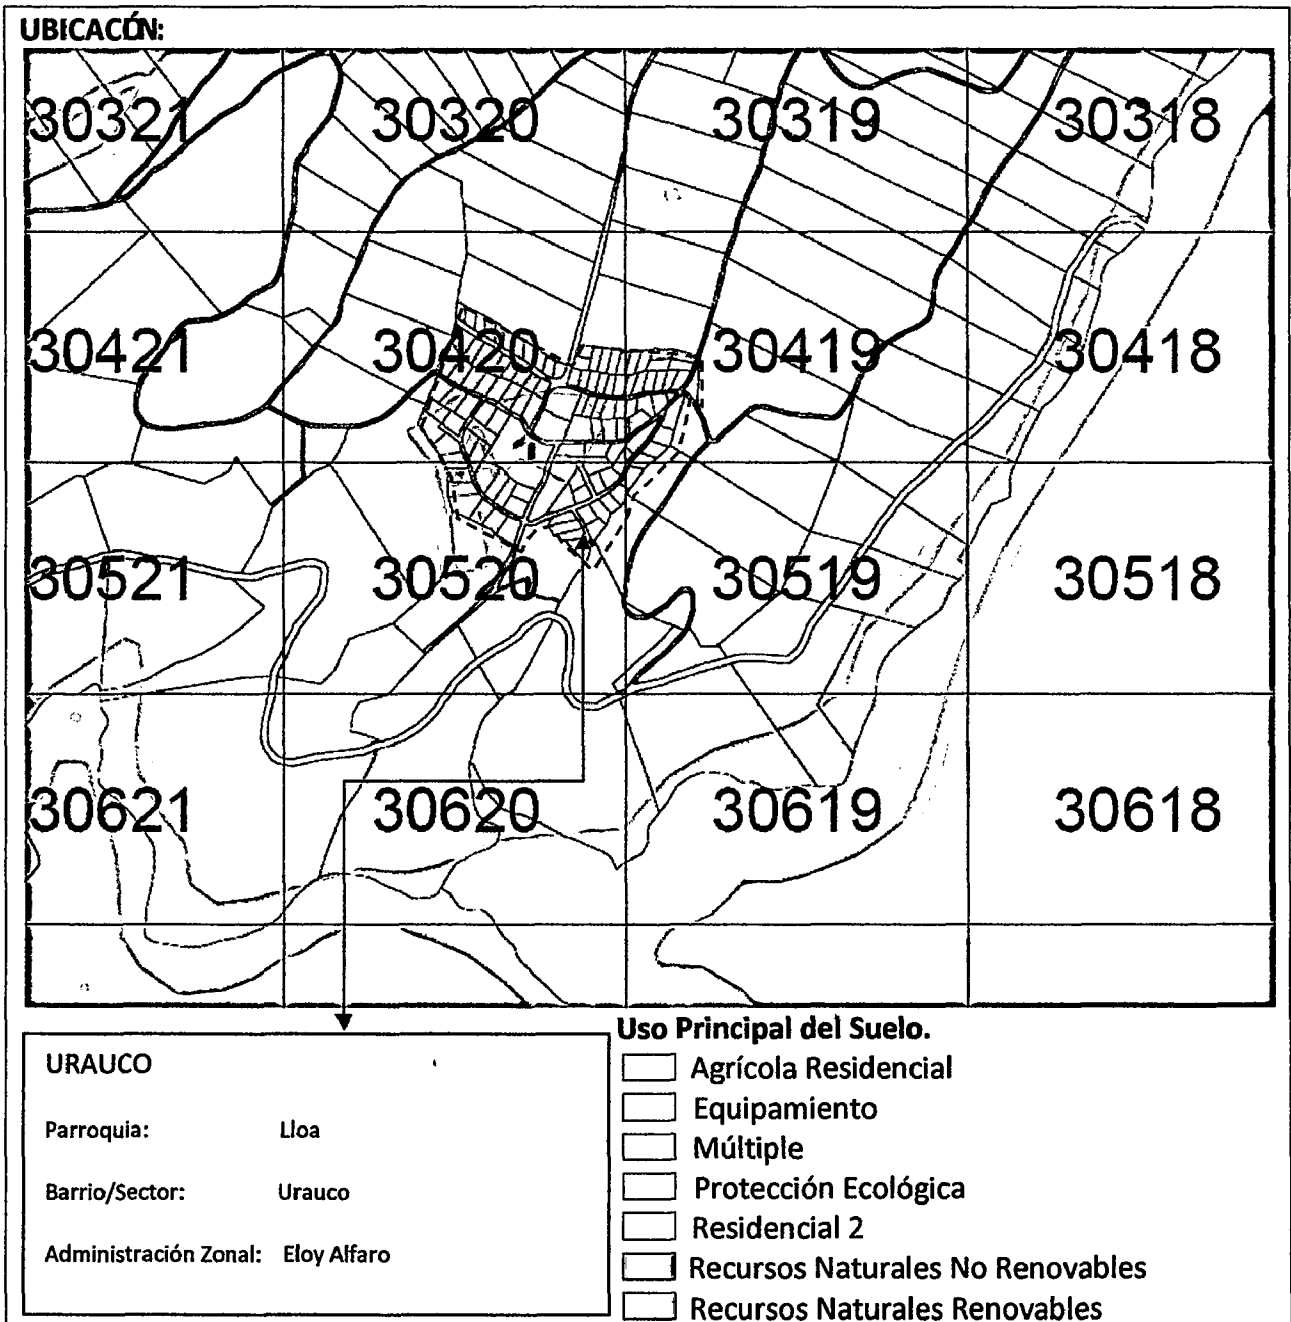 UBICACÓN:
30321 30320 30319 30318
30421 30420 30419 30418
30521 30520 30519 30518
30621 30620 30619 30618
URAUCO
Parroquia: Lloa
Barrio/Sector: Urauco
Administración Zonal: Eloy Alfaro
Uso Principal del Suelo.
Agrícola Residencial
Equipamiento
Múltiple
Protección Ecológica
Residencial 2
Recursos Naturales No Renovables
Recursos Naturales Renovables